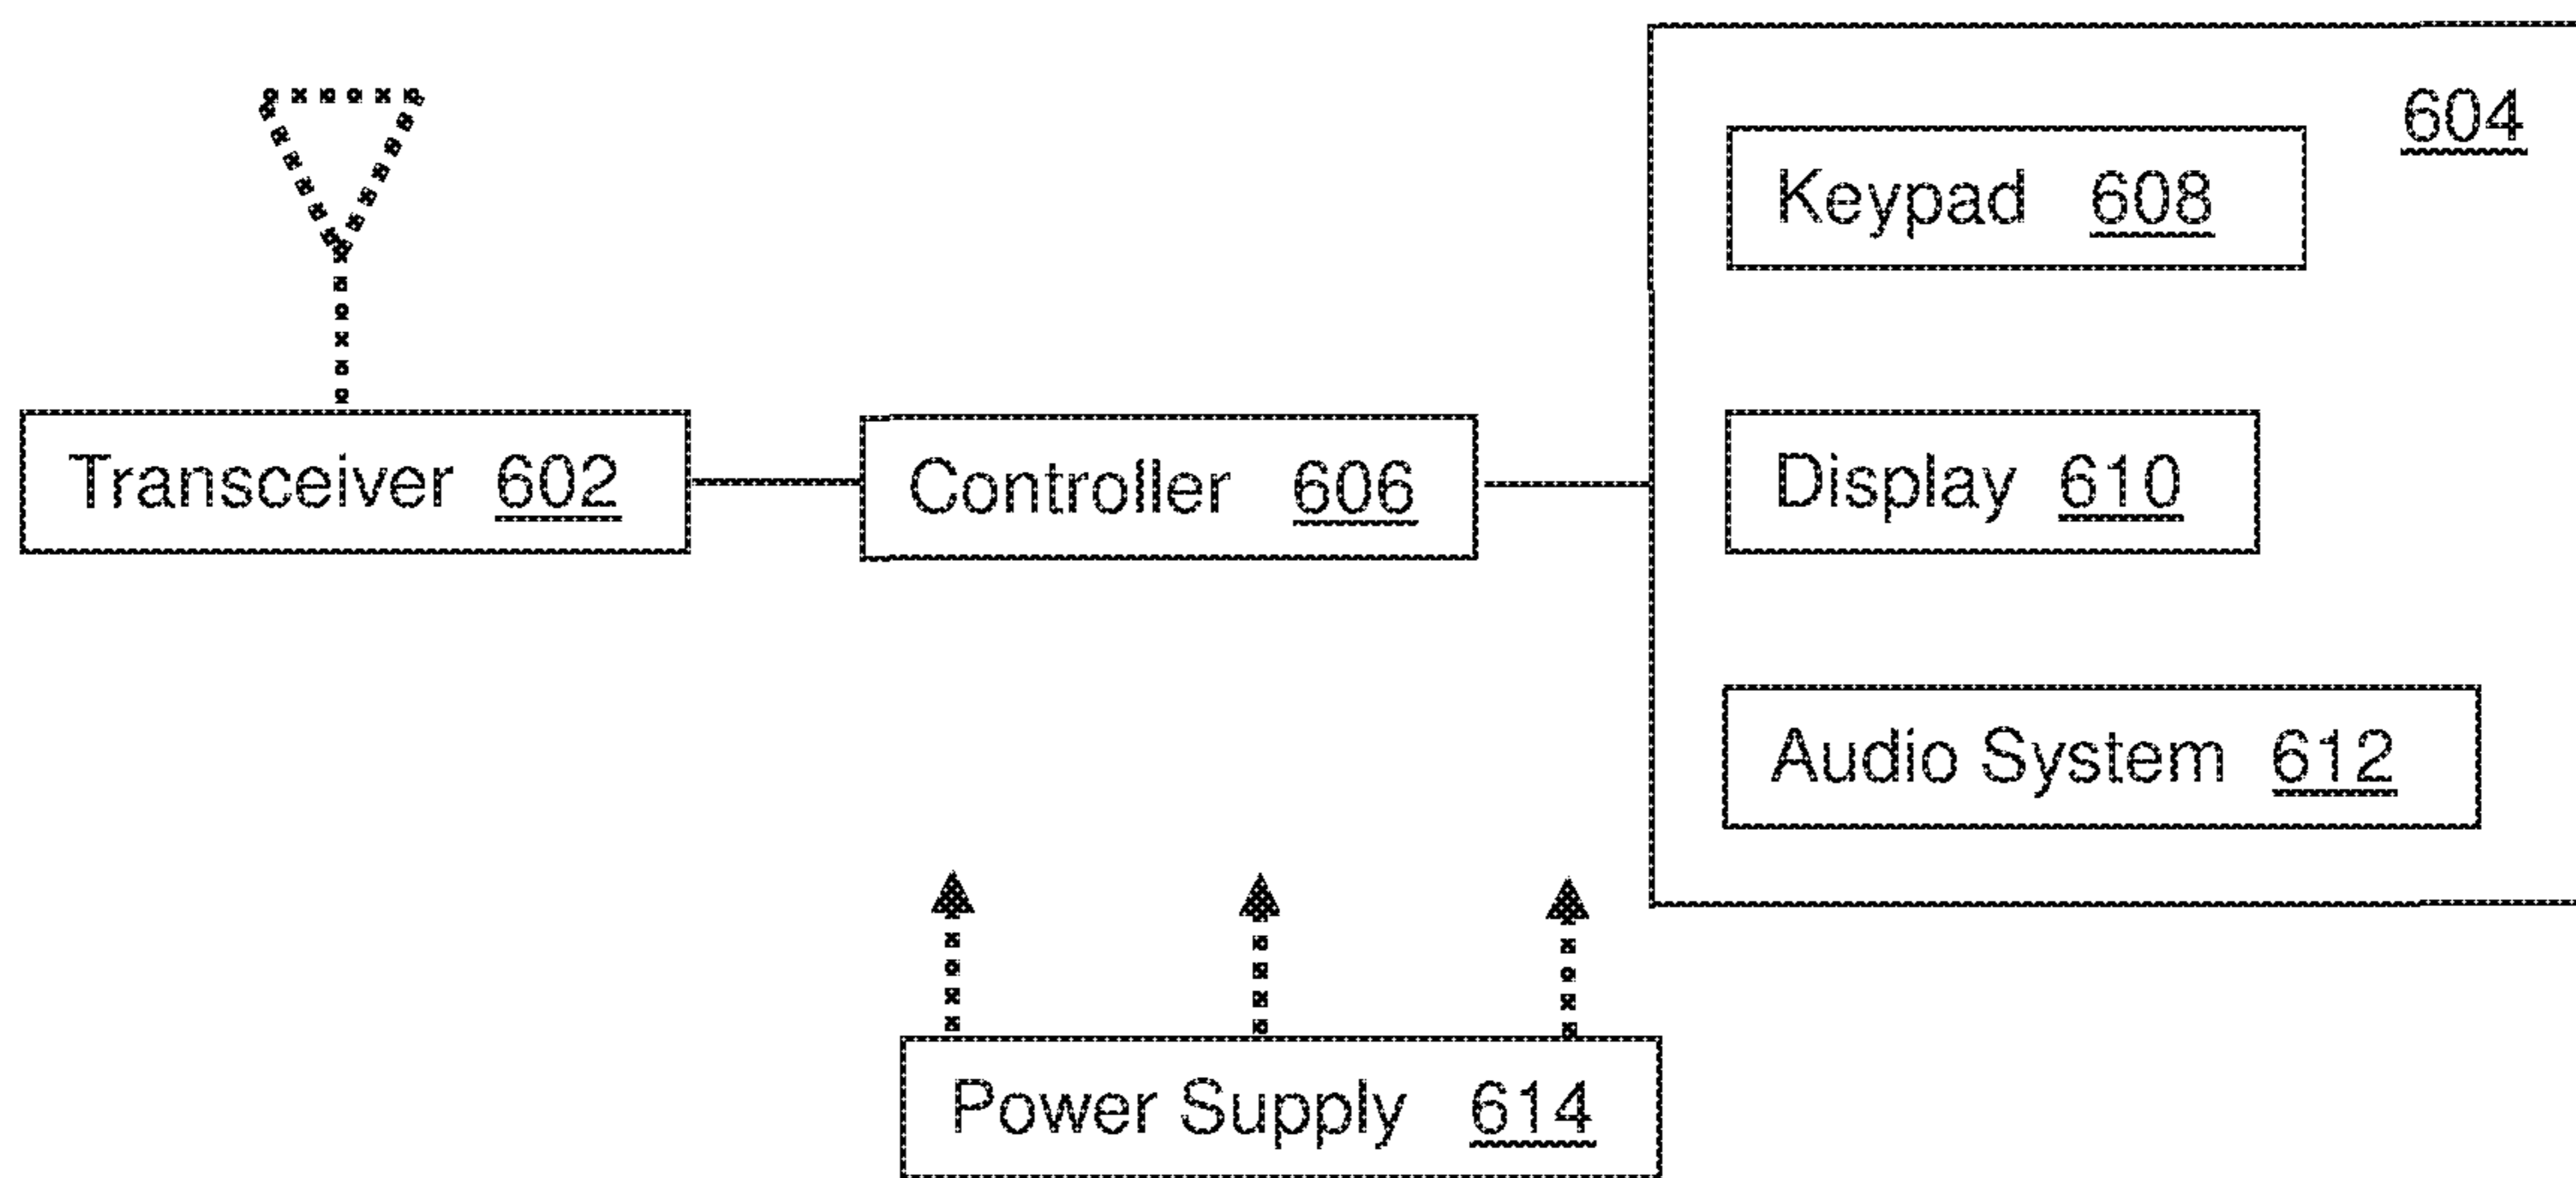 604
Keypad 608
Transceiver 602
Controller 606
Display 610
Audio System 612
Power Supply 614